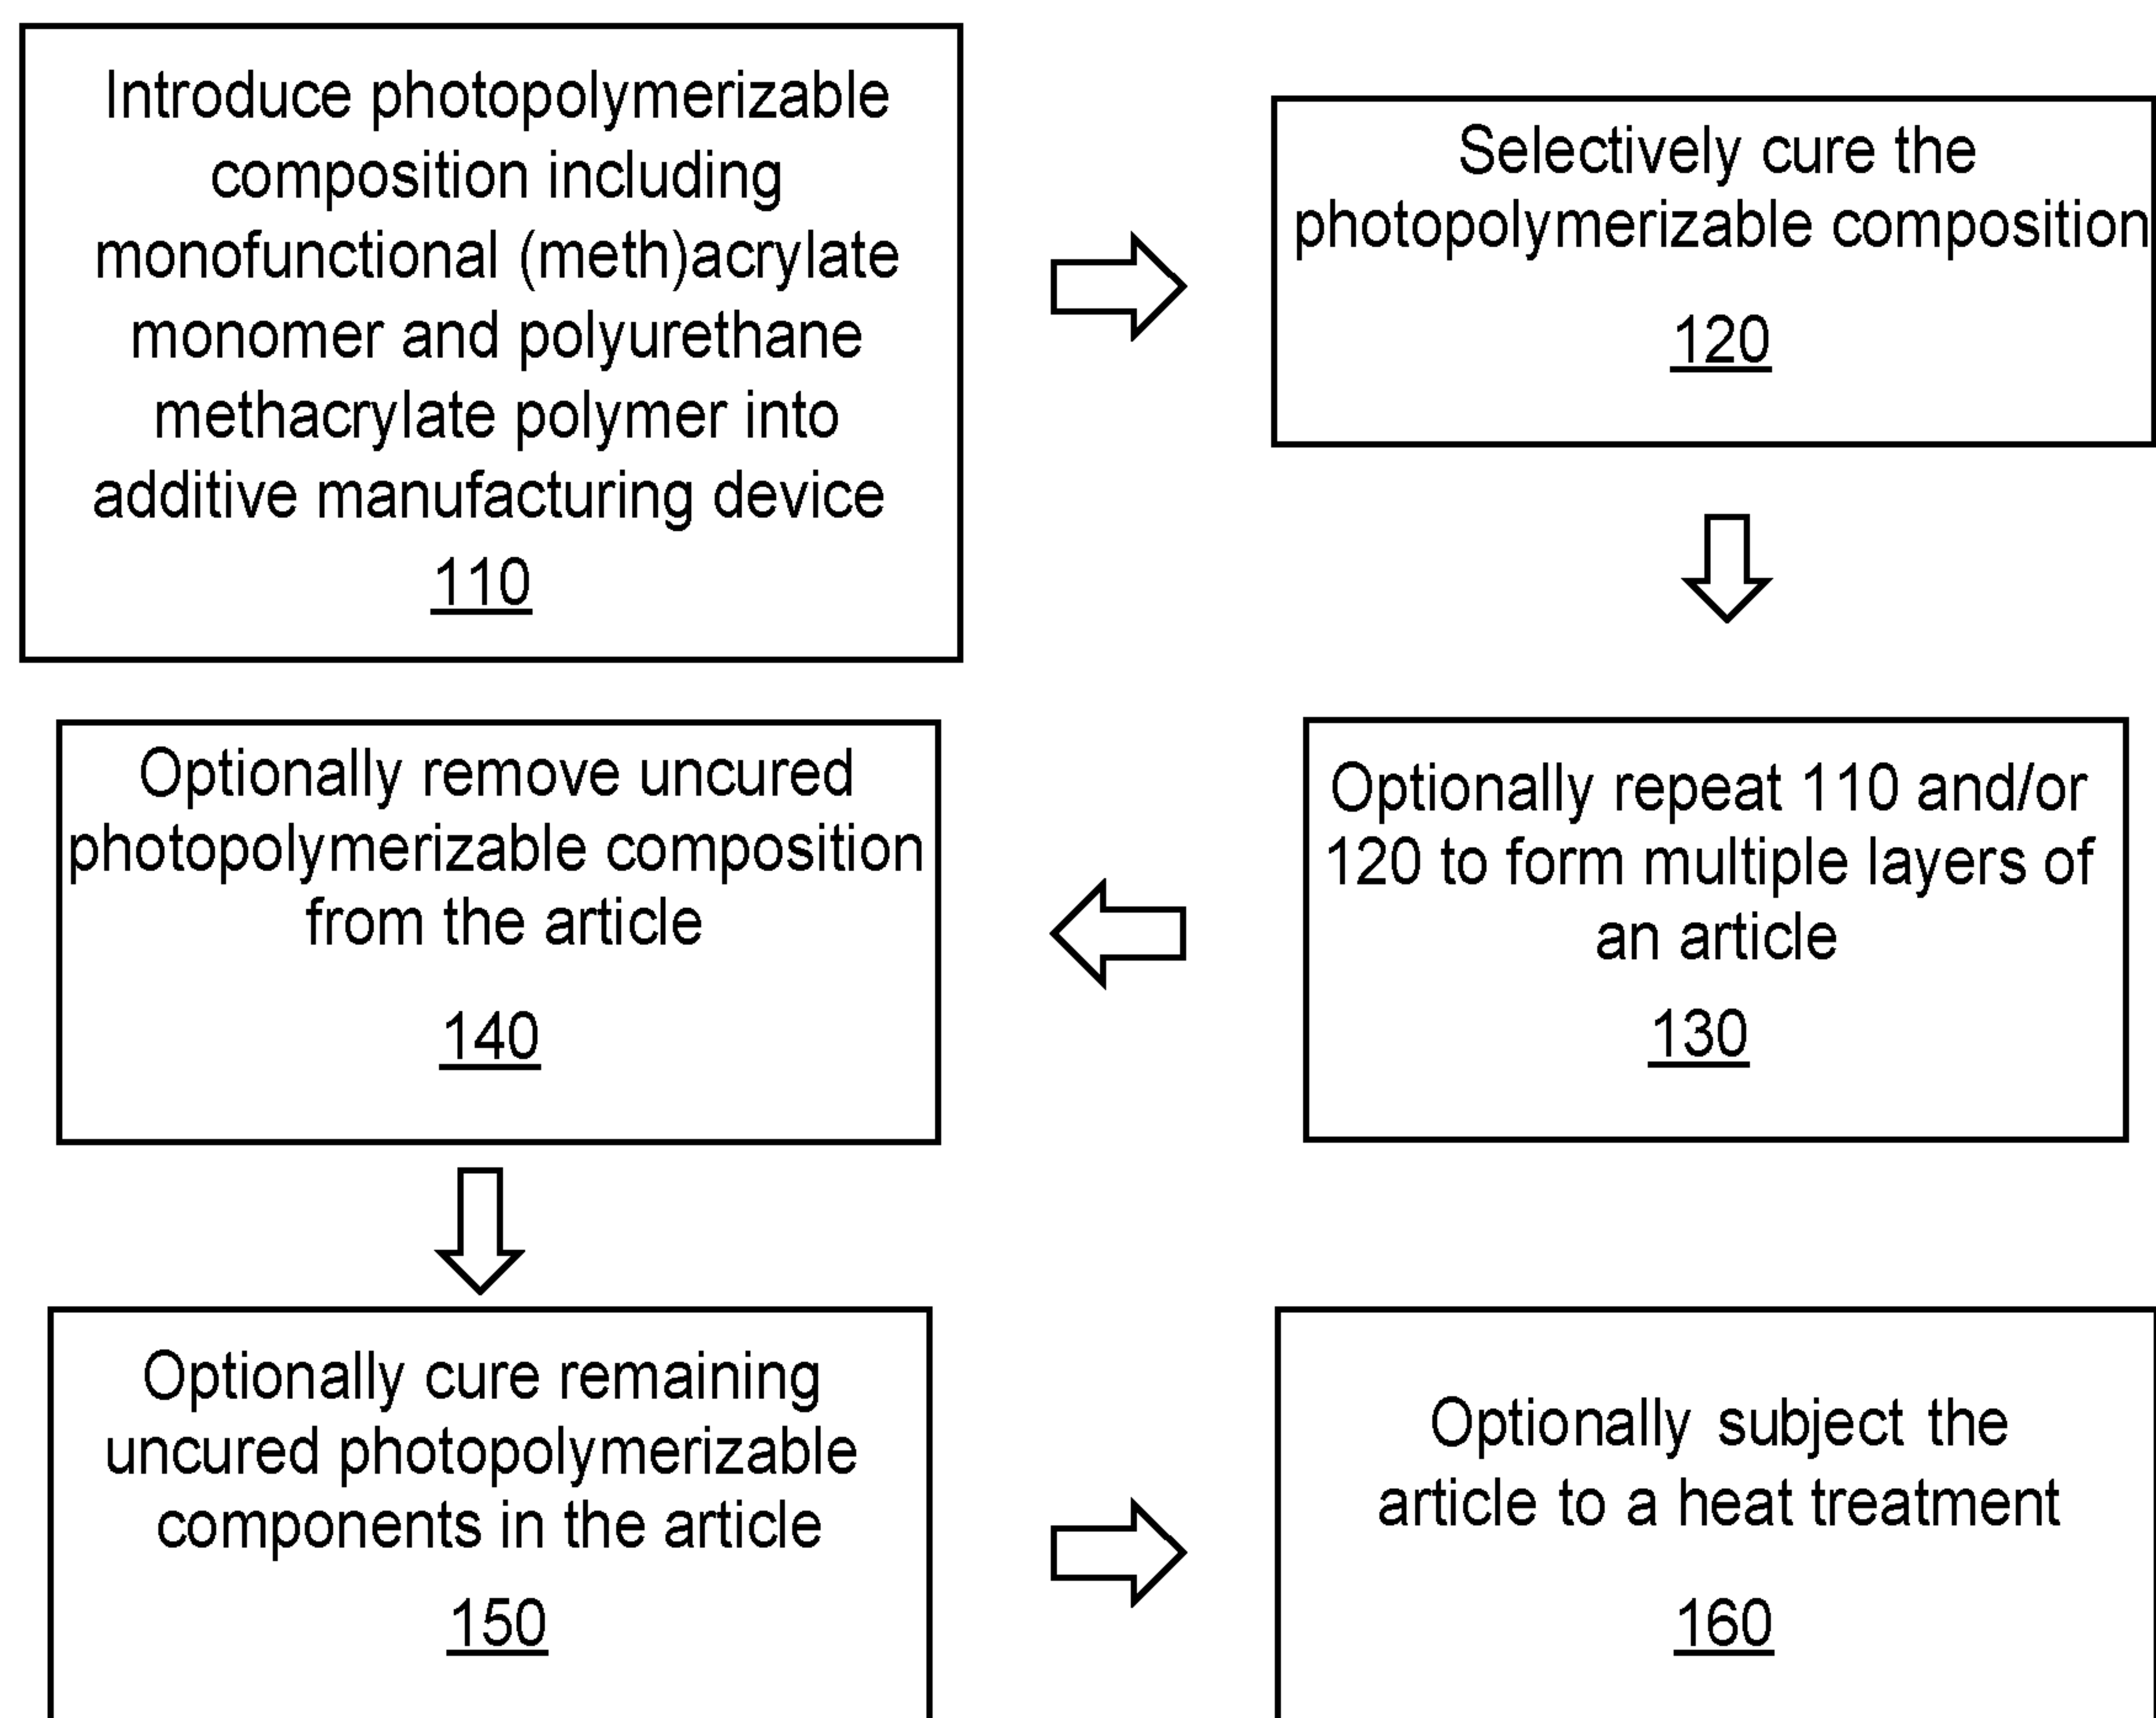 Introduce photopolymerizable
composition including
monofunctional (meth)acrylate
monomer and polyurethane
methacrylate polymer into
additive manufacturing device
110
Selectively cure the
photopolymerizable composition
120
Optionally repeat 110 and/or
120 to form multiple layers of
an article
130
Optionally remove uncured
photopolymerizable composition
from the article
140
Optionally cure remaining
uncured photopolymerizable
components in the article
150
Optionally subject the
article to a heat treatment
160